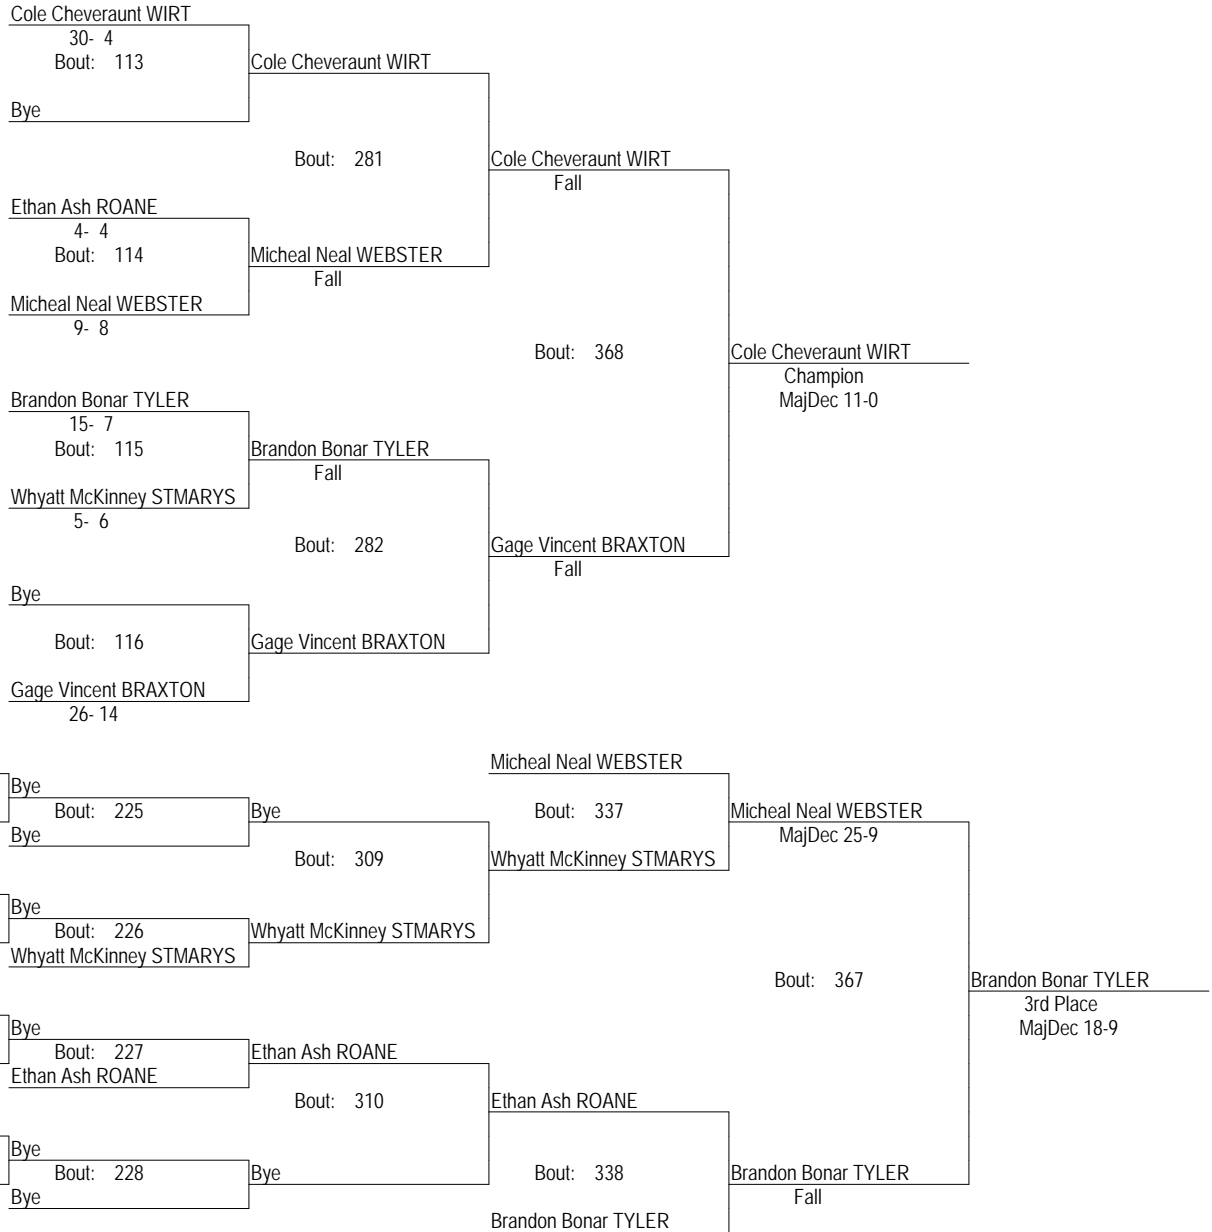 Cole Cheveraunt WIRT
30- 4
Bout: 113
Cole Cheveraunt WIRT
Bye
Bout: 281
Cole Cheveraunt WIRT
Fall
Ethan Ash ROANE
4- 4
Bout: 114
Micheal Neal WEBSTER
Fall
Micheal Neal WEBSTER
9- 8
Bout: 368
Cole Cheveraunt WIRT
Champion
MajDec 11-0
Brandon Bonar TYLER
15- 7
Bout: 115
Brandon Bonar TYLER
Fall
Whyatt McKinney STMARYS
5- 6
Bout: 282
Gage Vincent BRAXTON
Fall
Bye
Bout: 116
Gage Vincent BRAXTON
Gage Vincent BRAXTON
26- 14
Micheal Neal WEBSTER
Bye
Bout: 225
Bye
Bout: 337
Micheal Neal WEBSTER
Bye
MajDec 25-9
Bout: 309
Whyatt McKinney STMARYS
Bye
Bout: 226
Whyatt McKinney STMARYS
Whyatt McKinney STMARYS
Bout: 367
Brandon Bonar TYLER
3rd Place
MajDec 18-9
Bye
Bout: 227
Ethan Ash ROANE
Ethan Ash ROANE
Bout: 310
Ethan Ash ROANE
Bye
Bout: 228
Bye
Bout: 338
Brandon Bonar TYLER
Fall
Bye
Brandon Bonar TYLER